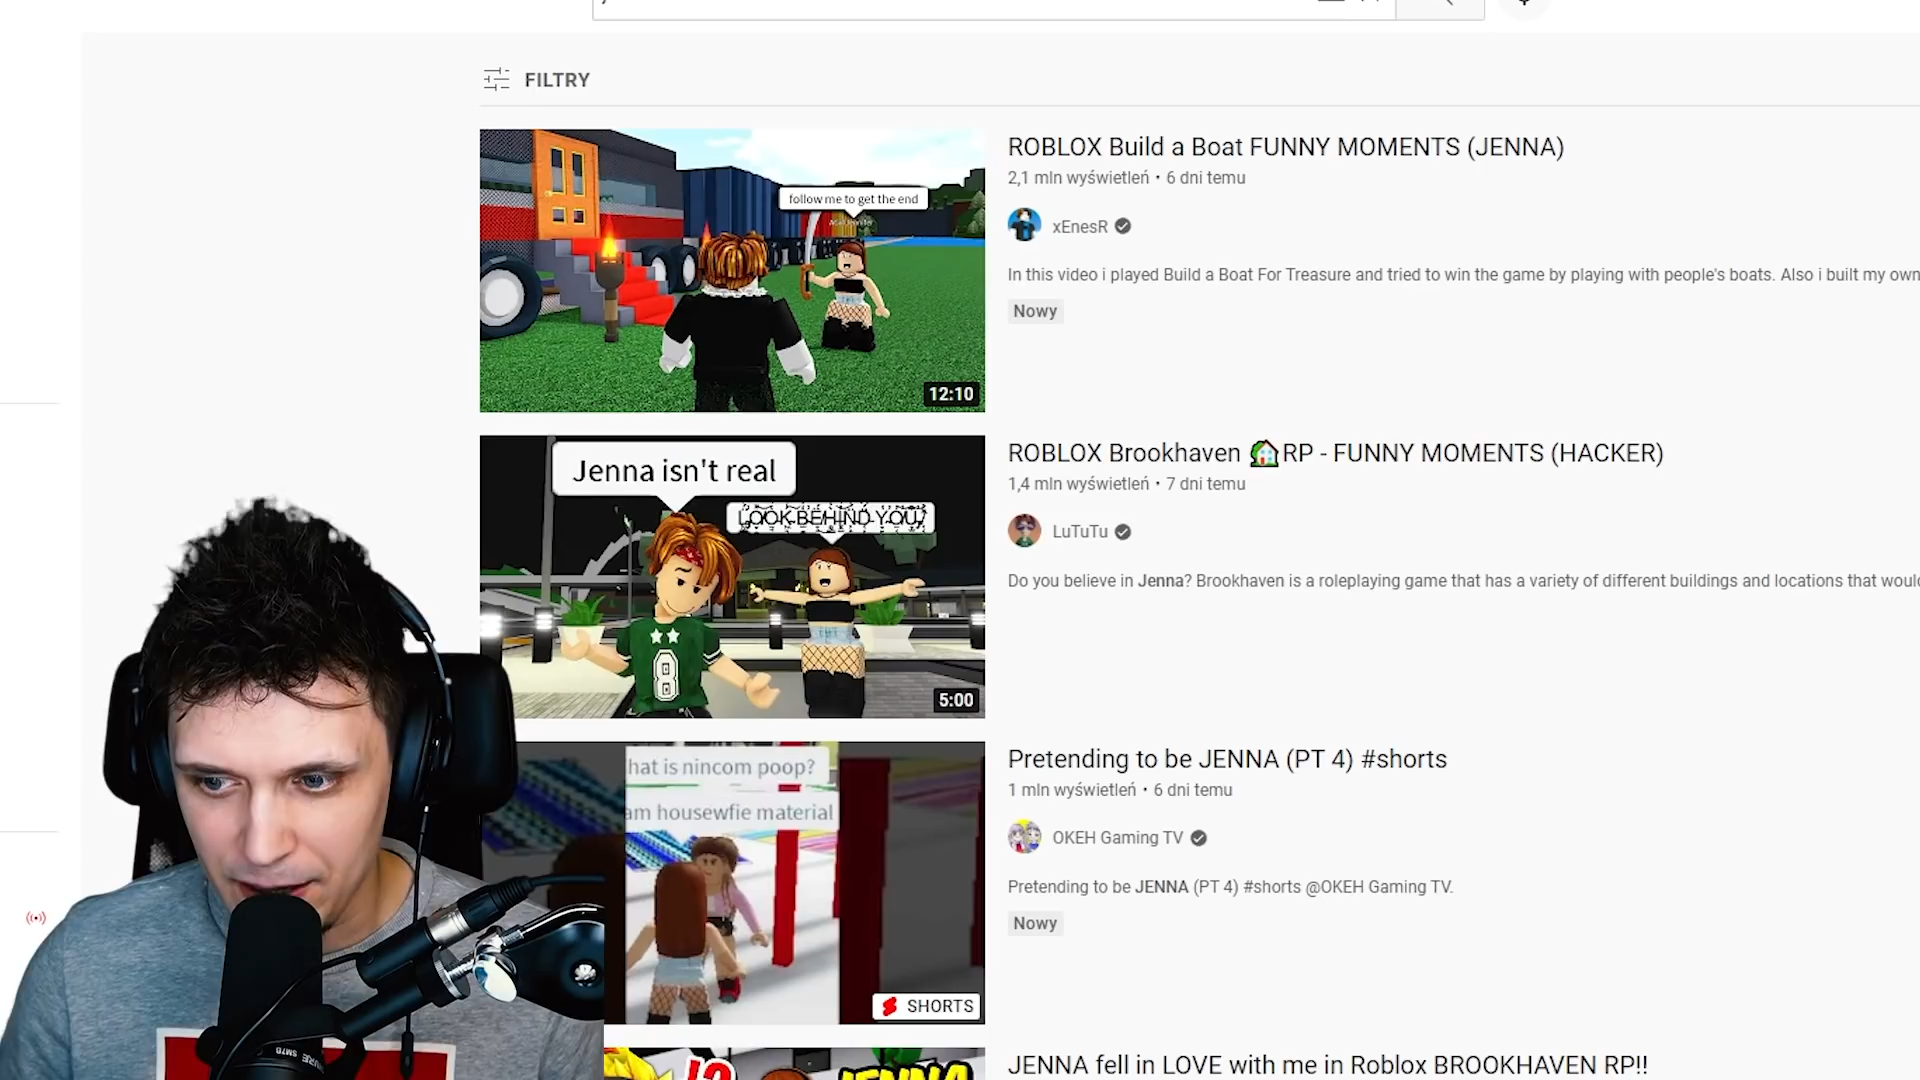 FILTRY
follow me to get the end
12:10
ROBLOX Build a Boat FUNNY MOMENTS (JENNA)
2,1 mln wyświetleń • 6 dni temu
xEnesR
In this video i played Build a Boat For Treasure and tried to win the game by playing with people's boats. Also i built my own
Nowy
Jenna isn't real
LOOK BEHIND YOU
8
5:00
ROBLOX Brookhaven 🏠RP - FUNNY MOMENTS (HACKER)
1,4 mln wyświetleń • 7 dni temu
LuTuTu
Do you believe in Jenna? Brookhaven is a roleplaying game that has a variety of different buildings and locations that
hat is nincom poop?
am housewfie material
SHORTS
Pretending to be JENNA (PT 4) #shorts
1 mln wyświetleń • 6 dni temu
OKEH Gaming TV
Pretending to be JENNA (PT 4) #shorts @OKEH Gaming TV.
Nowy
SM7B
JENNA
JENNA fell in LOVE with me in Roblox BROOKHAVEN RP!!